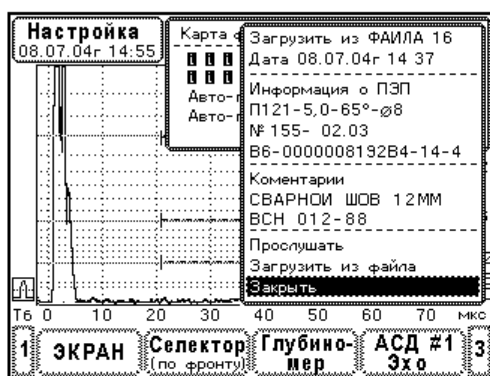 Настройка
08.07.04г 14:55
Карта ф
Авто-г
Авто-г
Загрузить из ФАИЛА 16
Дата 08.07.04г 14 37
Информация о ПЭП
П121-5,0-65°-ø8
№ 155- 02.03
В6-0000008192В4-14-4
Коментарии
СВАРНОИ ШОВ 12ММ
ВСН 012-88
Прослушать
Загрузить из файла
Закрыть
Тб 0 10 20 30 40 50 60 70 мкс
1 ЭКРАН Селектор (по фронту) Глубино-мер АСД #1 Эхо 3